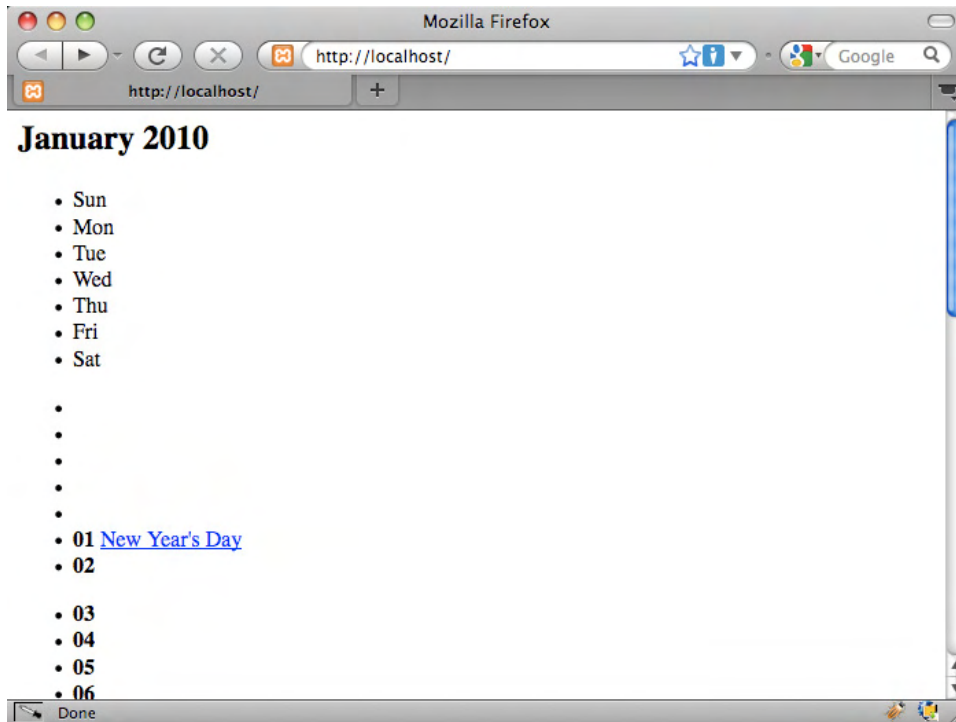 Mozilla Firefox
http://localhost/
Google
http://localhost/
+
January 2010
• Sun
• Mon
• Tue
• Wed
• Thu
• Fri
• Sat
•
•
•
•
•
• 01 New Year's Day
• 02
• 03
• 04
• 05
• 06
Done